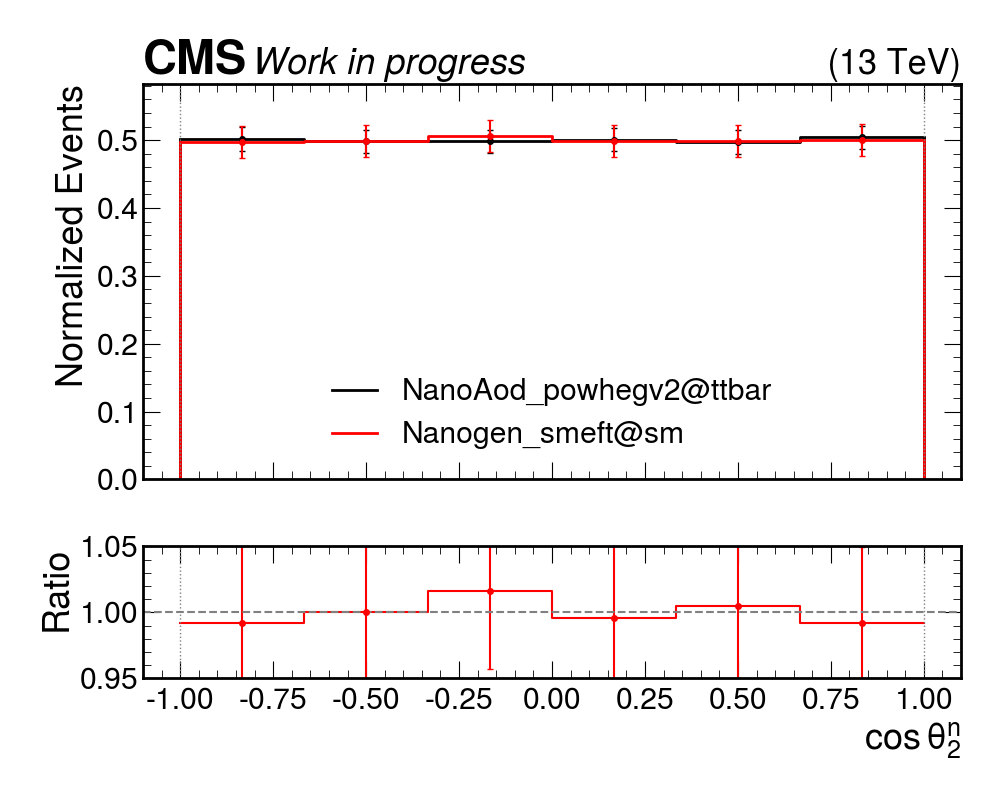 CMS Work in progress (13 TeV)
Normalized Events
0.5
0.4
0.3
0.2
0.1
0.0
NanoAod_powhegv2@ttbar
Nanogen_smeft@sm
Ratio
1.05
1.00
0.95
-1.00 -0.75 -0.50 -0.25 0.00 0.25 0.50 0.75 1.00
cos θ₂ⁿ